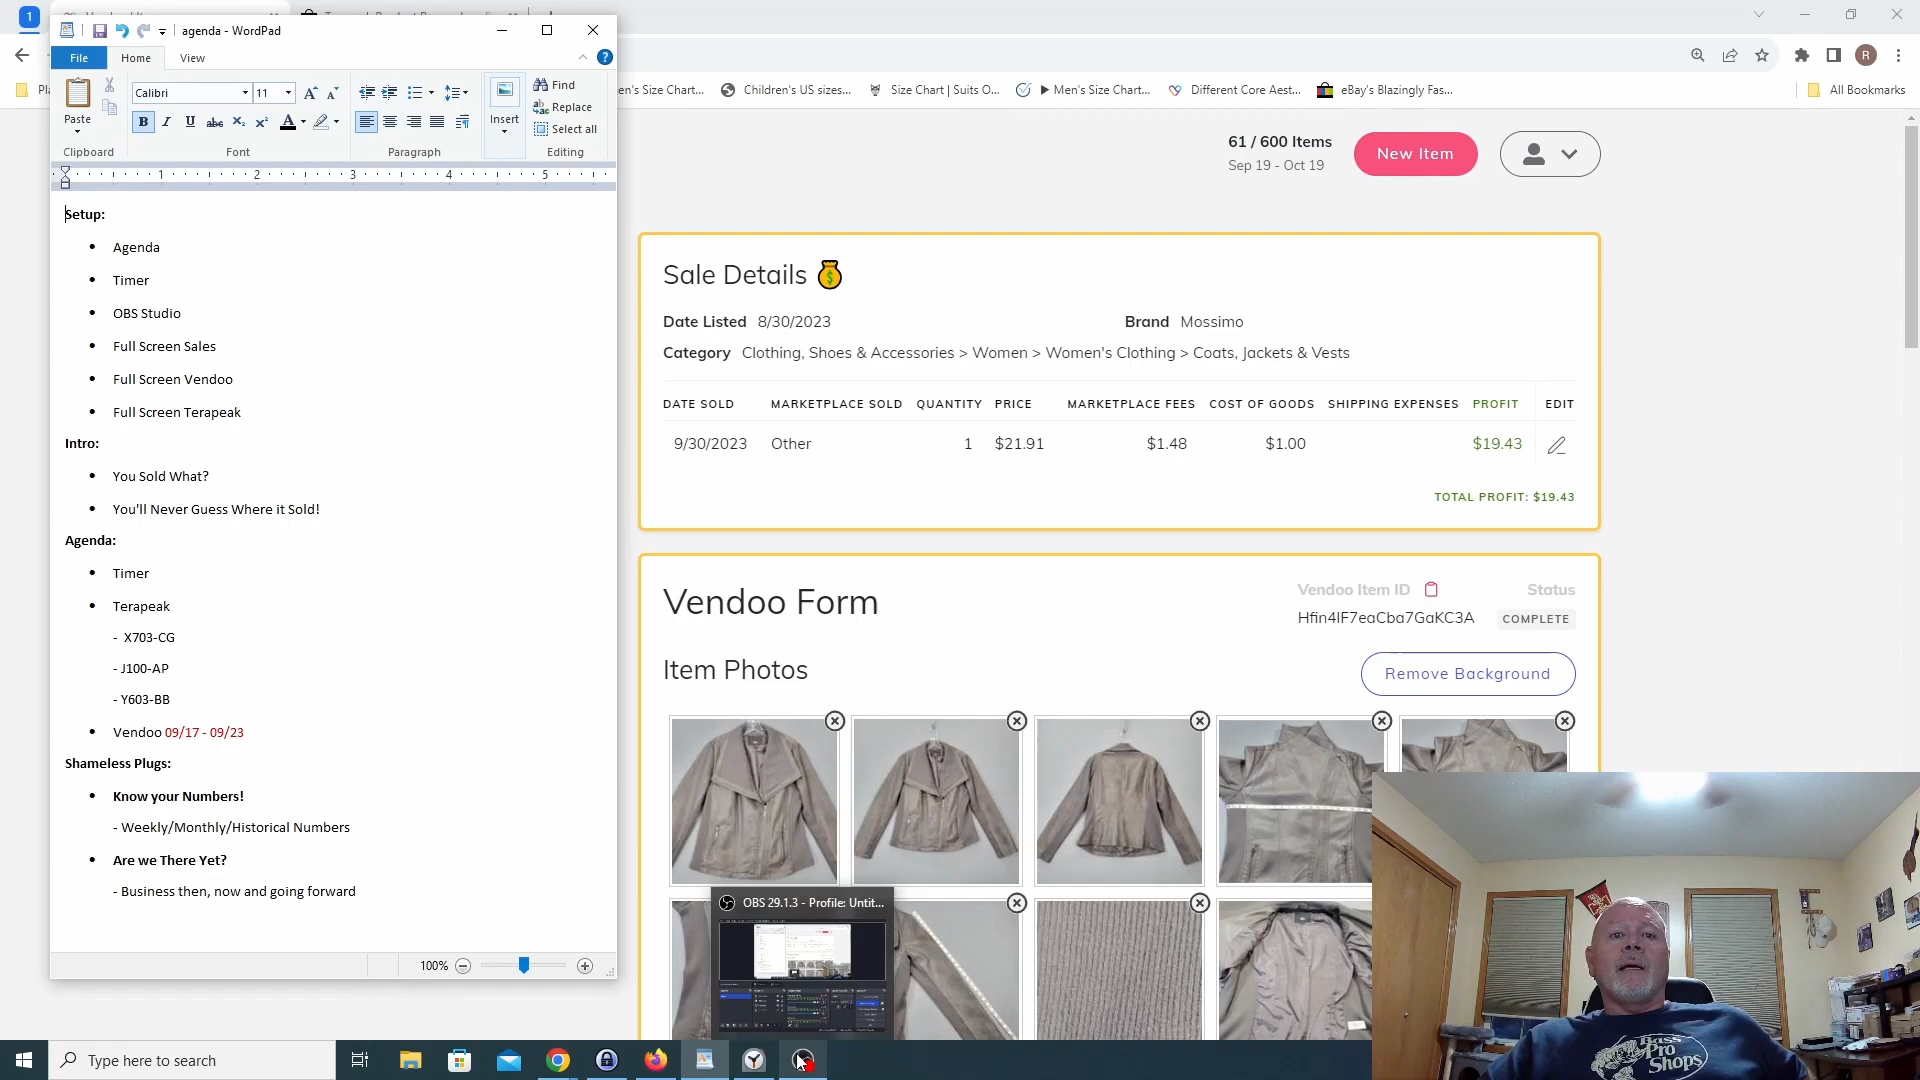 1
agenda - WordPad
File
Home
View
Calibri
11
Paste
Clipboard
Font
Paragraph
Insert
Find
Replace
Select all
Editing
1 2 3 4 5
Setup:
• Agenda
• Timer
• OBS Studio
• Full Screen Sales
• Full Screen Vendoo
• Full Screen Terapeak
Intro:
• You Sold What?
• You'll Never Guess Where it Sold!
Agenda:
• Timer
• Terapeak
- X703-CG
- J100-AP
- Y603-BB
• Vendoo 09/17 - 09/23
Shameless Plugs:
• Know your Numbers!
- Weekly/Monthly/Historical Numbers
• Are we There Yet?
- Business then, now and going forward
100%
R
en's Size Chart...
Children's US sizes...
Size Chart | Suits O...
▶ Men's Size Chart...
Different Core Aest...
eBay's Blazingly Fas...
All Bookmarks
61 / 600 Items
Sep 19 - Oct 19
New Item
Sale Details
Date Listed 8/30/2023
Brand Mossimo
Category Clothing, Shoes & Accessories > Women > Women's Clothing > Coats, Jackets & Vests
DATE SOLD MARKETPLACE SOLD QUANTITY PRICE MARKETPLACE FEES COST OF GOODS SHIPPING EXPENSES PROFIT EDIT
9/30/2023 Other 1 $21.91 $1.48 $1.00 $19.43
TOTAL PROFIT: $19.43
Vendoo Form
Vendoo Item ID
Status
Hfin4IF7eaCba7GaKC3A
COMPLETE
Item Photos
Remove Background
OBS 29.1.3 - Profile: Untit...
Bass
Pro
Shops
Type here to search